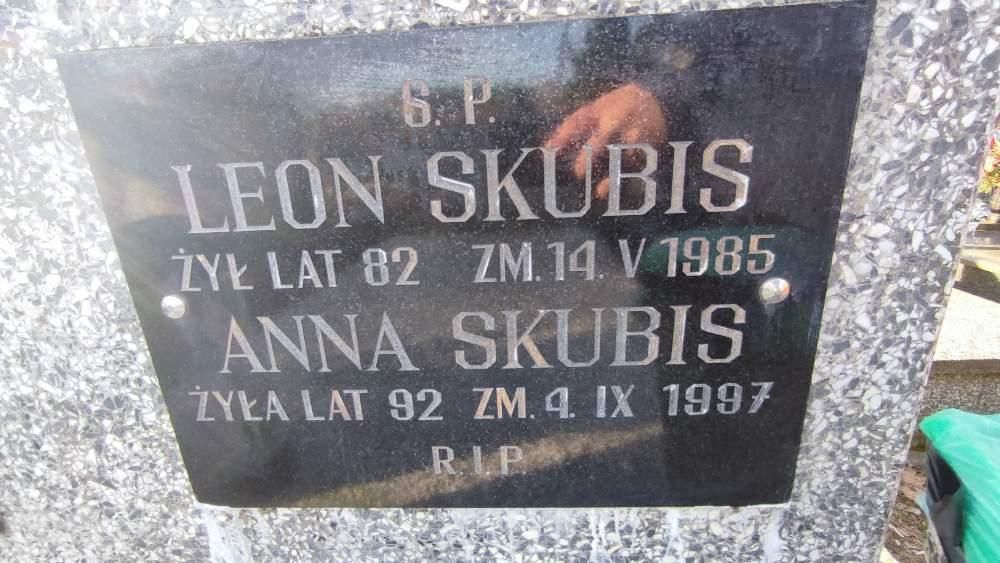 Ś. P.
LEON SKUBIS
ŻYŁ LAT 82 ZM. 14. V 1985
ANNA SKUBIS
ŻYŁA LAT 92 ZM. 4. IX 1997
R.I.P.